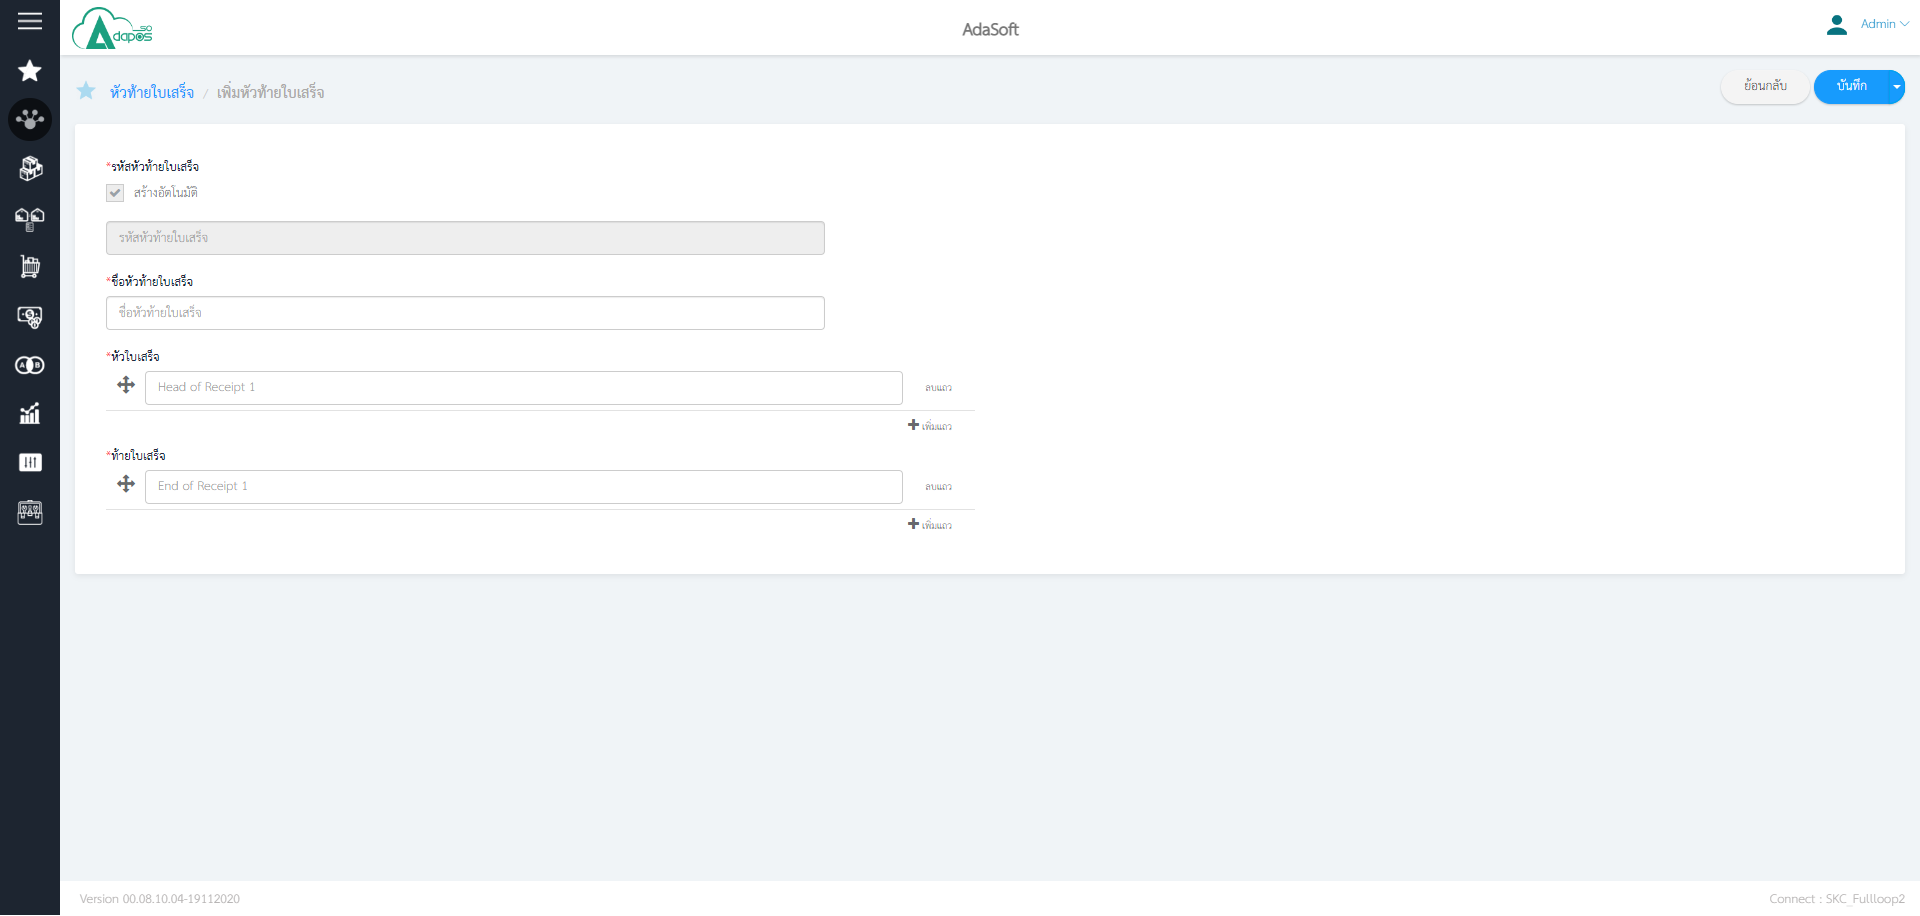 Adapos SO
AdaSoft
Admin
หัวท้ายใบเสร็จ / เพิ่มหัวท้ายใบเสร็จ
ย้อนกลับ
บันทึก
*รหัสหัวท้ายใบเสร็จ
สร้างอัตโนมัติ
รหัสหัวท้ายใบเสร็จ
*ชื่อหัวท้ายใบเสร็จ
ชื่อหัวท้ายใบเสร็จ
*หัวใบเสร็จ
Head of Receipt 1
ลบแถว
เพิ่มแถว
*ท้ายใบเสร็จ
End of Receipt 1
ลบแถว
เพิ่มแถว
A B
Version 00.08.10.04-19112020
Connect : SKC_Fullloop2